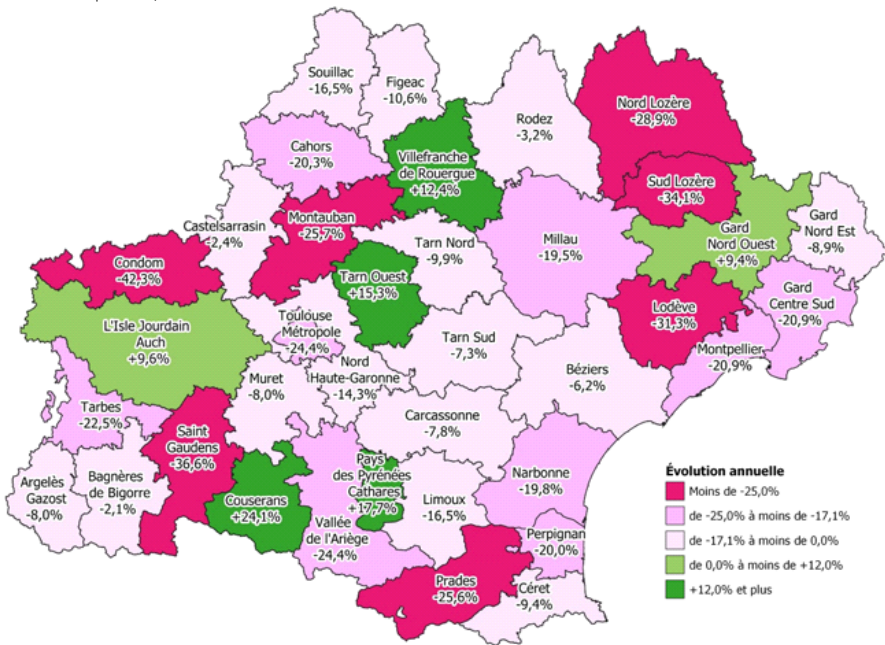 Souillac
-16,5%
Figeac
-10,6%
Rodez
-3,2%
Nord Lozère
-28,9%
Cahors
-20,3%
Villefranche
de Rouergue
+12,4%
Sud Lozère
-34,1%
Castelsarrasin
-2,4%
Montauban
-25,7%
Tarn Nord
-9,9%
Millau
-19,5%
Gard
Nord Ouest
+9,4%
Gard
Nord Est
-8,9%
Condom
-42,3%
Tarn Ouest
+15,3%
Lodève
-31,3%
Gard
Centre Sud
-20,9%
L'Isle Jourdain
Auch
+9,6%
Toulouse
Métropole
-24,4%
Tarn Sud
-7,3%
Montpellier
-20,9%
Muret
-8,0%
Nord
Haute-Garonne
-14,3%
Béziers
-6,2%
Tarbes
-22,5%
Saint
Gaudens
-36,6%
Carcassonne
-7,8%
Argelès
Gazost
-8,0%
Bagnères
de Bigorre
-2,1%
Couserans
+24,1%
Pays
des Pyrénées
Cathares
+17,7%
Limoux
-16,5%
Narbonne
-19,8%
Vallée
de l'Ariège
-24,4%
Perpignan
-20,0%
Prades
-25,6%
Céret
-9,4%
Évolution annuelle
Moins de -25,0%
de -25,0% à moins de -17,1%
de -17,1% à moins de 0,0%
de 0,0% à moins de +12,0%
+12,0% et plus